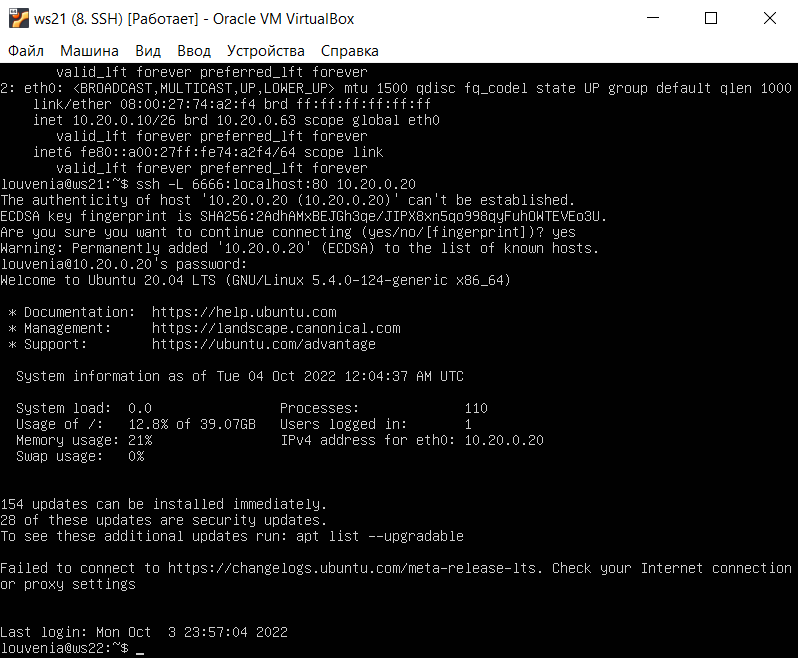 ws21 (8. SSH) [Работает] - Oracle VM VirtualBox
Файл Машина Вид Ввод Устройства Справка
valid_lft forever preferred_lft forever
2: eth0: <BROADCAST,MULTICAST,UP,LOWER_UP> mtu 1500 qdisc fq_codel state UP group default qlen 1000
link/ether 08:00:27:74:a2:f4 brd ff:ff:ff:ff:ff:ff
inet 10.20.0.10/26 brd 10.20.0.63 scope global eth0
valid_lft forever preferred_lft forever
inet6 fe80::a00:27ff:fe74:a2f4/64 scope link
valid_lft forever preferred_lft forever
louvenia@ws21:~$ ssh -L 6666:localhost:80 10.20.0.20
The authenticity of host '10.20.0.20 (10.20.0.20)' can't be established.
ECDSA key fingerprint is SHA256:2AdhAMxBEJGh3qe/JIPX8xn5qo998qyFuhOWTEVEo3U.
Are you sure you want to continue connecting (yes/no/[fingerprint])? yes
Warning: Permanently added '10.20.0.20' (ECDSA) to the list of known hosts.
louvenia@10.20.0.20's password:
Welcome to Ubuntu 20.04 LTS (GNU/Linux 5.4.0-124-generic x86_64)
* Documentation: https://help.ubuntu.com
* Management: https://landscape.canonical.com
* Support: https://ubuntu.com/advantage
System information as of Tue 04 Oct 2022 12:04:37 AM UTC
System load: 0.0 Processes: 110
Usage of /: 12.8% of 39.07GB Users logged in: 1
Memory usage: 21% IPv4 address for eth0: 10.20.0.20
Swap usage: 0%
154 updates can be installed immediately.
28 of these updates are security updates.
To see these additional updates run: apt list --upgradable
Failed to connect to https://changelogs.ubuntu.com/meta-release-lts. Check your Internet connection
or proxy settings
Last login: Mon Oct 3 23:57:04 2022
louvenia@ws22:~$ _